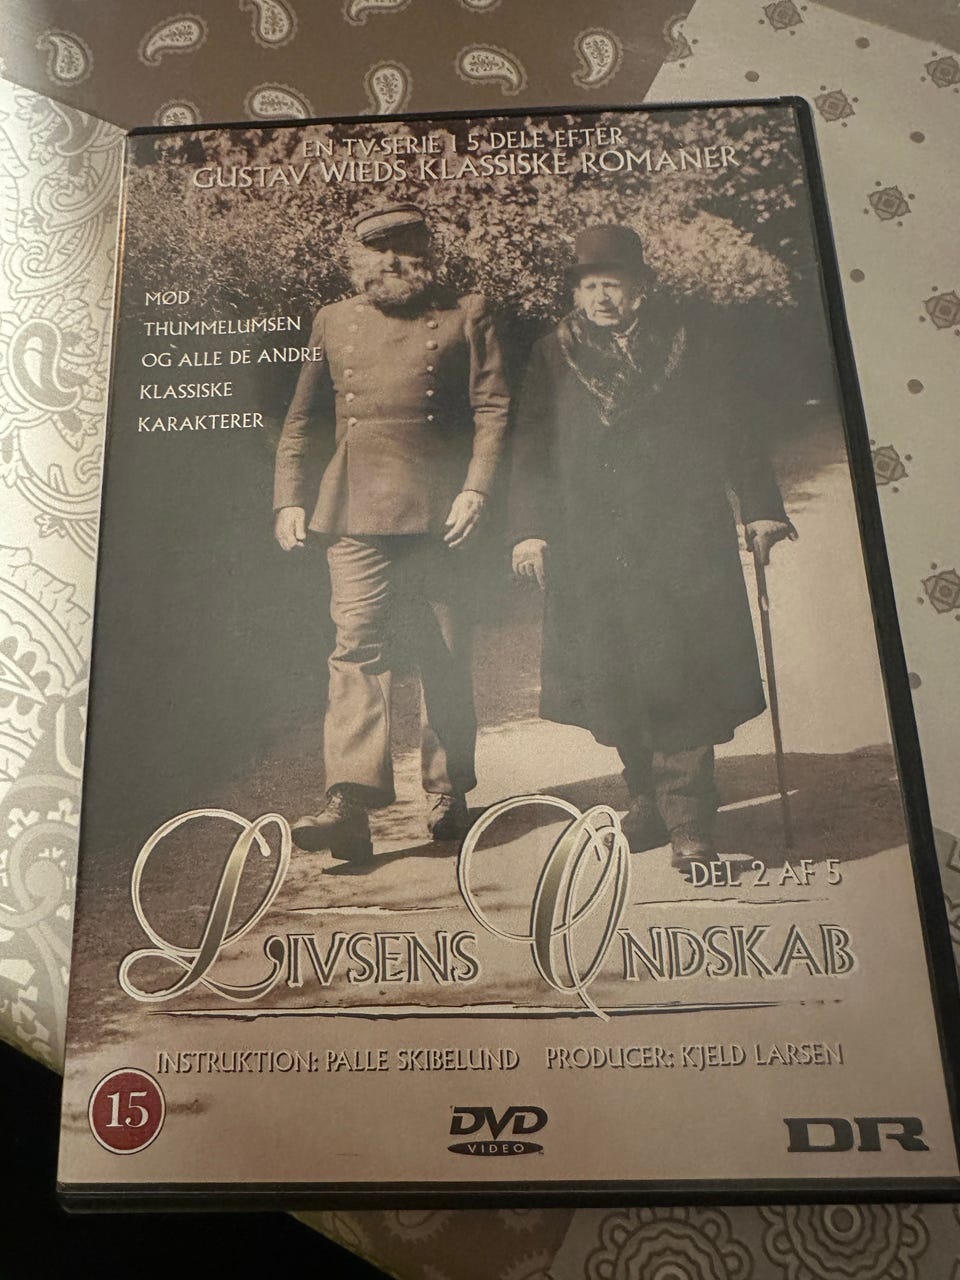 EN TV-SERIE I 5 DELE EFTER
GUSTAV WIEDS KLASSISKE ROMANER
MØD
THUMMELUMSEN
OG ALLE DE ANDRE
KLASSISKE
KARAKTERER
DEL 2 AF 5
LIVSENS ONDSKAB
INSTRUKTION: PALLE SKIBELUND PRODUCER: KJELD LARSEN
15
DVD
VIDEO
DR